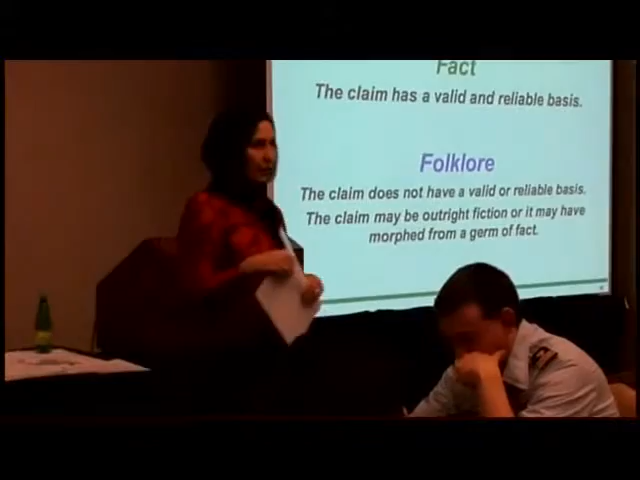 Fact
The claim has a valid and reliable basis.
Folklore
The claim does not have a valid or reliable basis.
The claim may be outright fiction or it may have
morphed from a germ of fact.